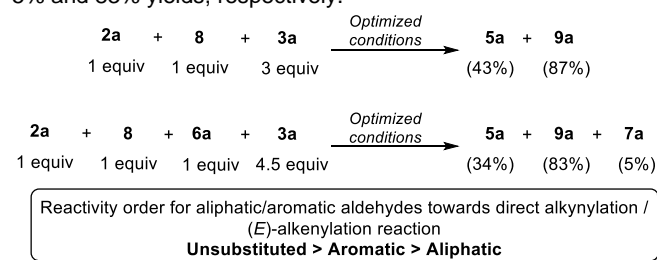 5% and 83% yields, respectively.
Optimized
2a + 8 + 3a conditions 5a + 9a
1 equiv 1 equiv 3 equiv (43%) (87%)
Optimized
2a + 8 + 6a + 3a conditions 5a + 9a + 7a
1 equiv 1 equiv 1 equiv 4.5 equiv (34%) (83%) (5%)
Reactivity order for aliphatic/aromatic aldehydes towards direct alkynylation /
(E)-alkenylation reaction
Unsubstituted > Aromatic > Aliphatic